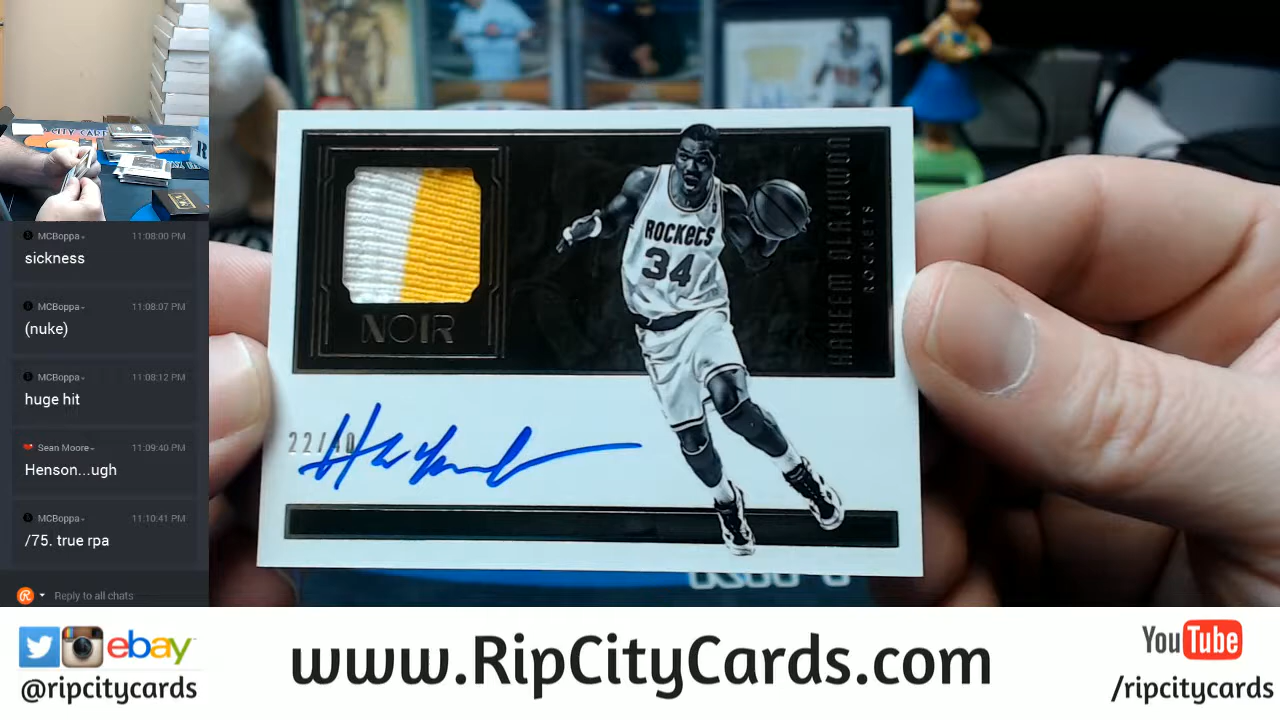 MCBoppa 11:08:00 PM
sickness
MCBoppa 11:08:07 PM
(nuke)
MCBoppa 11:08:12 PM
huge hit
Sean Moore 11:09:40 PM
Henson...ugh
MCBoppa 11:10:41 PM
/75. true rpa
Reply to all chats
NOIR
ROCKETS
34
HAKEEM OLAJUWON
ROCKETS
22/40
ebay
@ripcitycards
www.RipCityCards.com
YouTube
/ripcitycards